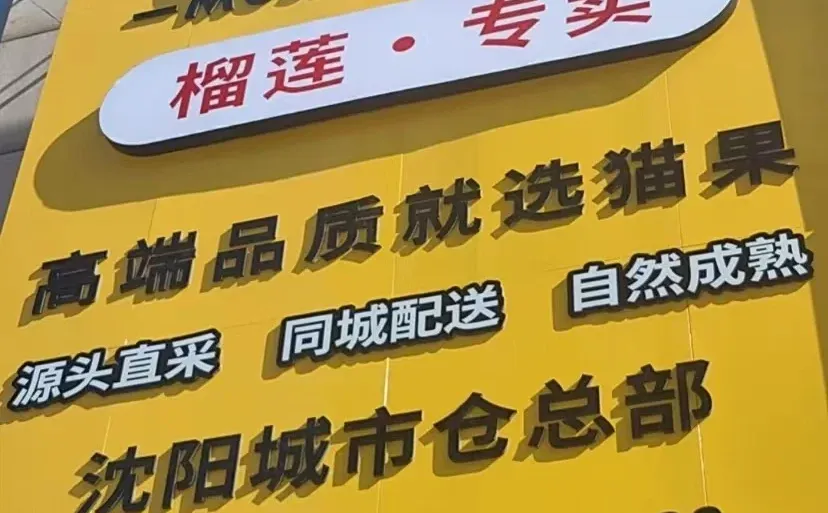 榴莲·专卖
高端品质就选猫果
源头直采 同城配送 自然成熟
沈阳城市仓总部